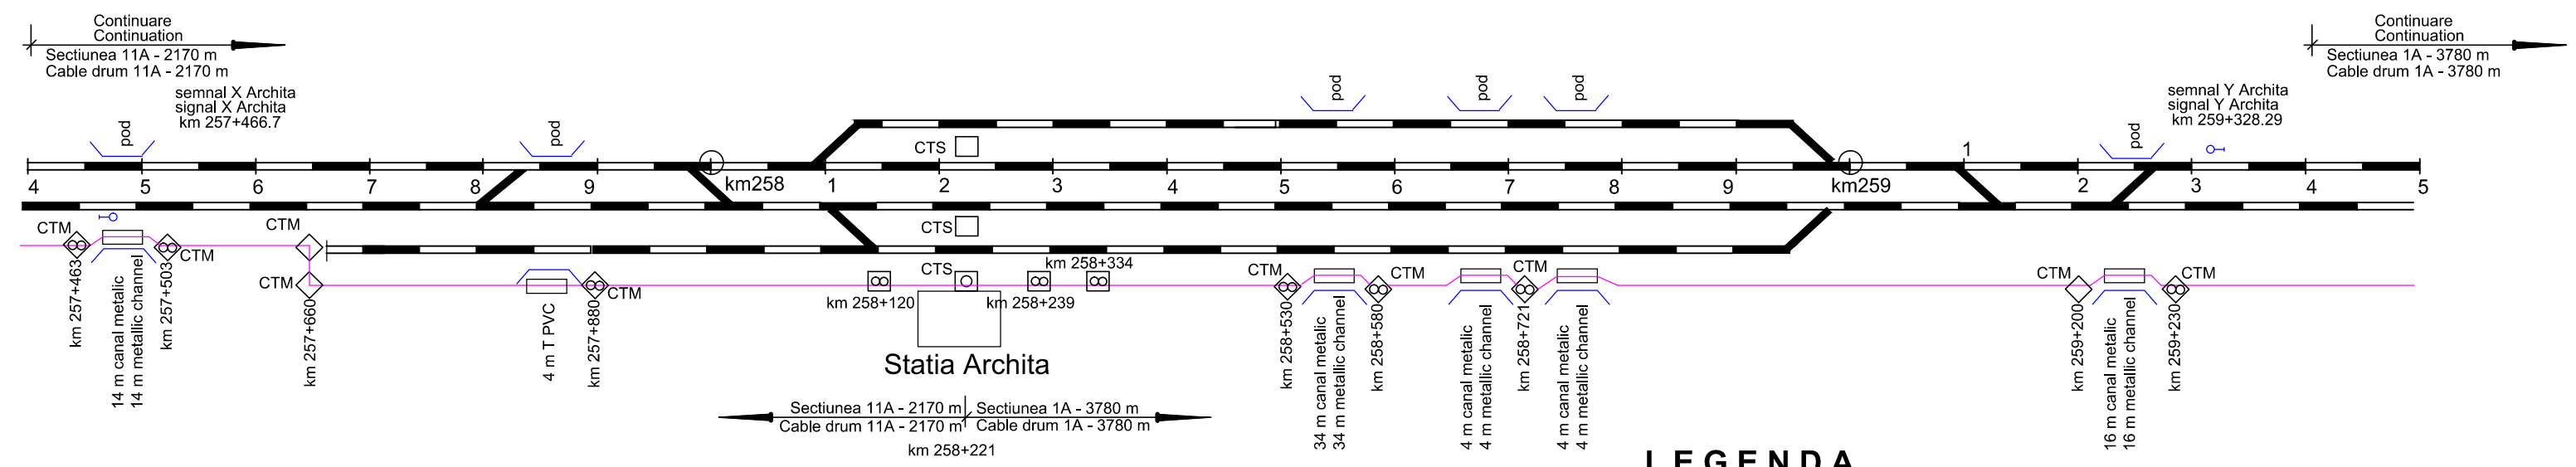 Continuare
Continuation
Sectiunea 11A - 2170 m
Cable drum 11A - 2170 m
Continuare
Continuation
Sectiunea 1A - 3780 m
Cable drum 1A - 3780 m
semnal X Archita
signal X Archita
km 257+466.7
semnal Y Archita
signal Y Archita
km 259+328.29
pod
pod
pod
pod
pod
pod
CTS
1
4 5 6 7 8 9 km258 1 2 3 4 5 6 7 8 9 km259 2 3 4 5
CTM
CTM
CTM
CTM
CTS
km 258+334
CTS
CTM
CTM
CTM
CTM
CTM
CTM
km 258+120
km 258+239
km 257+463
14 m canal metalic
14 m metallic channel
km 257+503
km 257+660
4 m T PVC
km 257+880
km 258+530
34 m canal metalic
34 m metallic channel
km 258+580
4 m canal metalic
4 m metallic channel
km 258+721
4 m canal metalic
4 m metallic channel
km 259+200
16 m canal metalic
16 m metallic channel
km 259+230
Statia Archita
Sectiunea 11A - 2170 m
Cable drum 11A - 2170 m
Sectiunea 1A - 3780 m
Cable drum 1A - 3780 m
km 258+221
LEGENDA